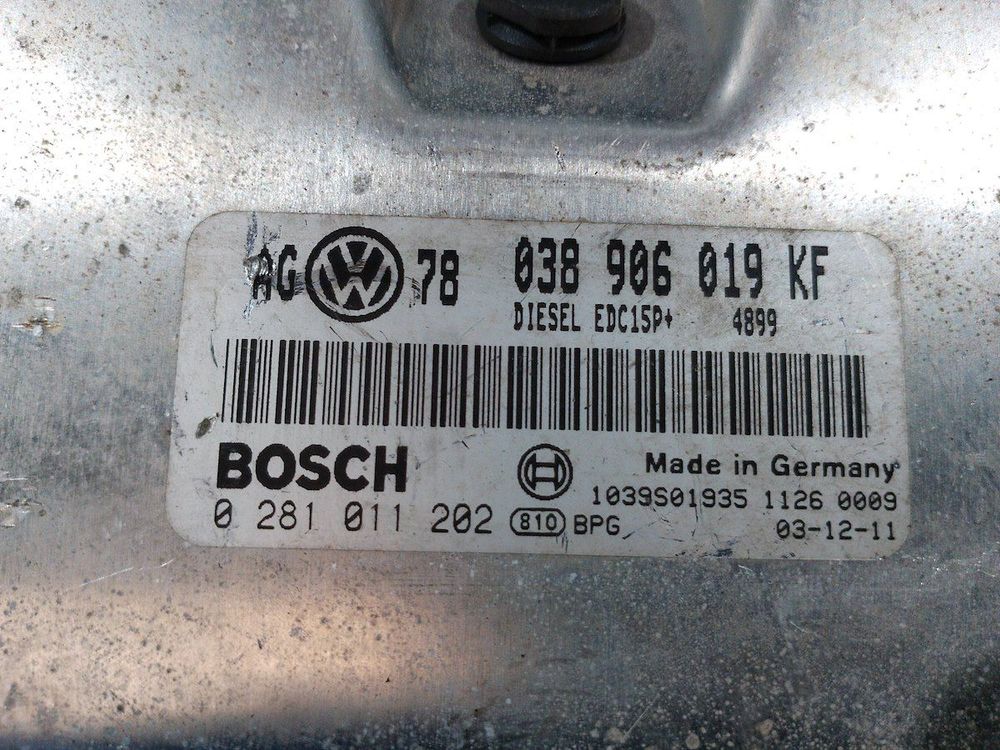 AG 78 038 906 019 KF
DIESEL EDC15P+ 4899
BOSCH Made in Germany
1039S01935 1126 0009
0 281 011 202 810 BPG 03-12-11